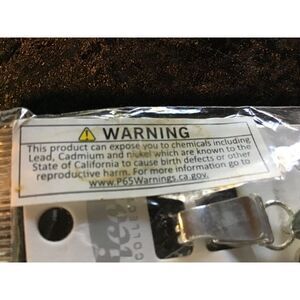 ⚠ WARNING
This product can expose you to chemicals including
Lead, Cadmium and nickel which are known to the
State of California to cause birth defects or other
reproductive harm. For more information go to
www.P65Warnings.ca.gov.
COLLEC